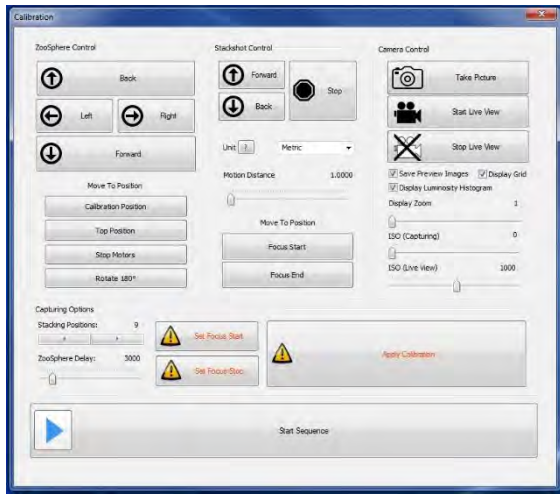 Calibration
ZooSphere Control
Back
Left
Right
Forward
Move To Position
Calibration Position
Top Position
Stop Motors
Rotate 180°
Stackshot Control
Forward
Back
Stop
Unit
Metric
Motion Distance 1.0000
Move To Position
Focus Start
Focus End
Camera Control
Take Picture
Start Live View
Stop Live View
Save Preview Images Display Grid
Display Luminosity Histogram
Display Zoom 1
ISO (Capturing) 0
ISO (Live view) 1000
Capturing Options
Stacking Positions: 9
ZooSphere Delay: 3000
Set Focus Start
Set Focus Stop
Apply Calibration
Start Sequence